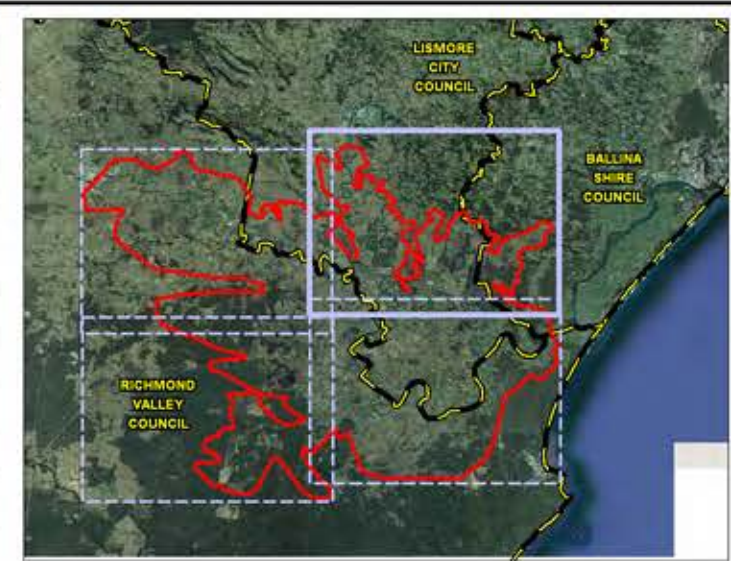 LISMORE
CITY
COUNCIL
BALLINA
SHIRE
COUNCIL
RICHMOND
VALLEY
COUNCIL